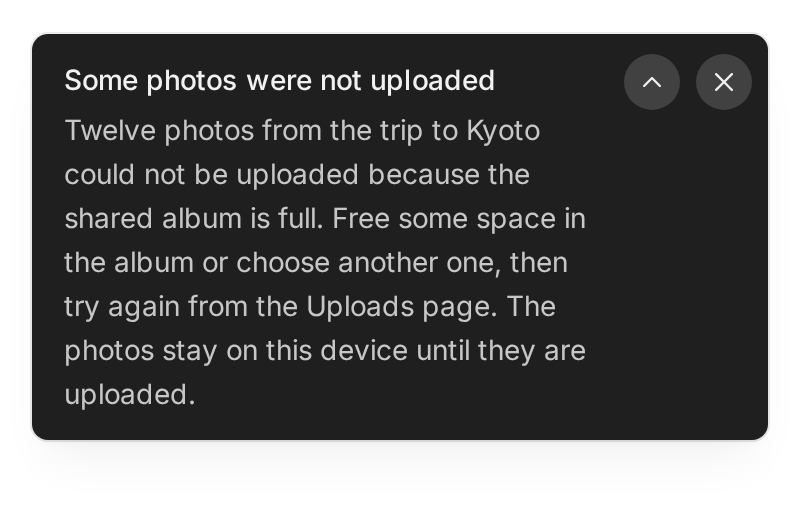 Some photos were not uploaded
Twelve photos from the trip to Kyoto
could not be uploaded because the
shared album is full. Free some space in
the album or choose another one, then
try again from the Uploads page. The
photos stay on this device until they are
uploaded.